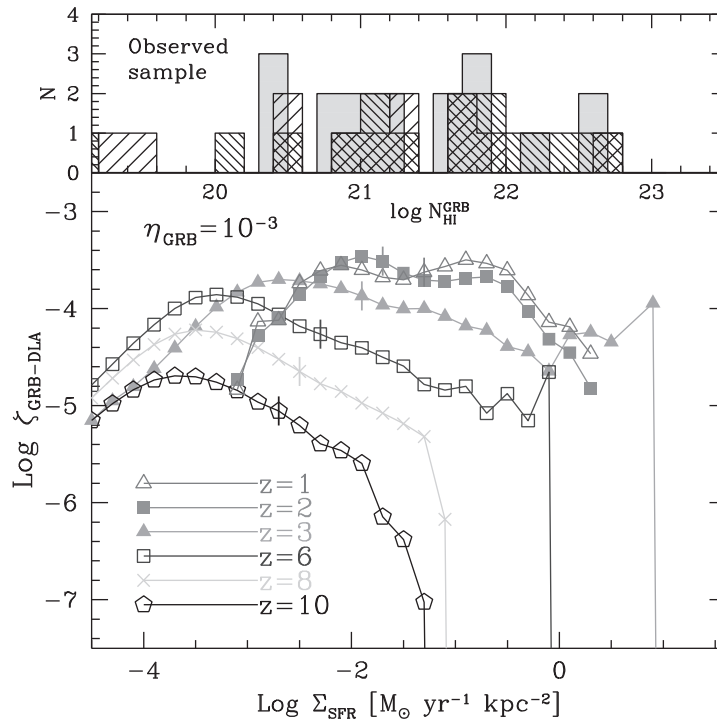 4
3
2
1
0
N
Observed
sample
20 21 22 23
log N_HI^GRB
-3
-4
-5
-6
-7
Log ζ_GRB-DLA
η_GRB=10⁻³
z=1
z=2
z=3
z=6
z=8
z=10
-4 -2 0
Log Σ_SFR [M⊙ yr⁻¹ kpc⁻²]